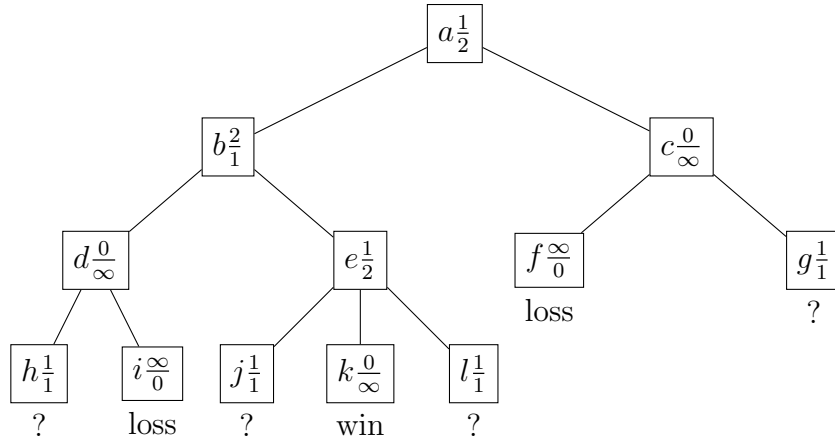 a 1/2
b 2/1
c 0/∞
d 0/∞
e 1/2
f ∞/0
g 1/1
loss
?
h 1/1
i ∞/0
j 1/1
k 0/∞
l 1/1
?
loss
?
win
?